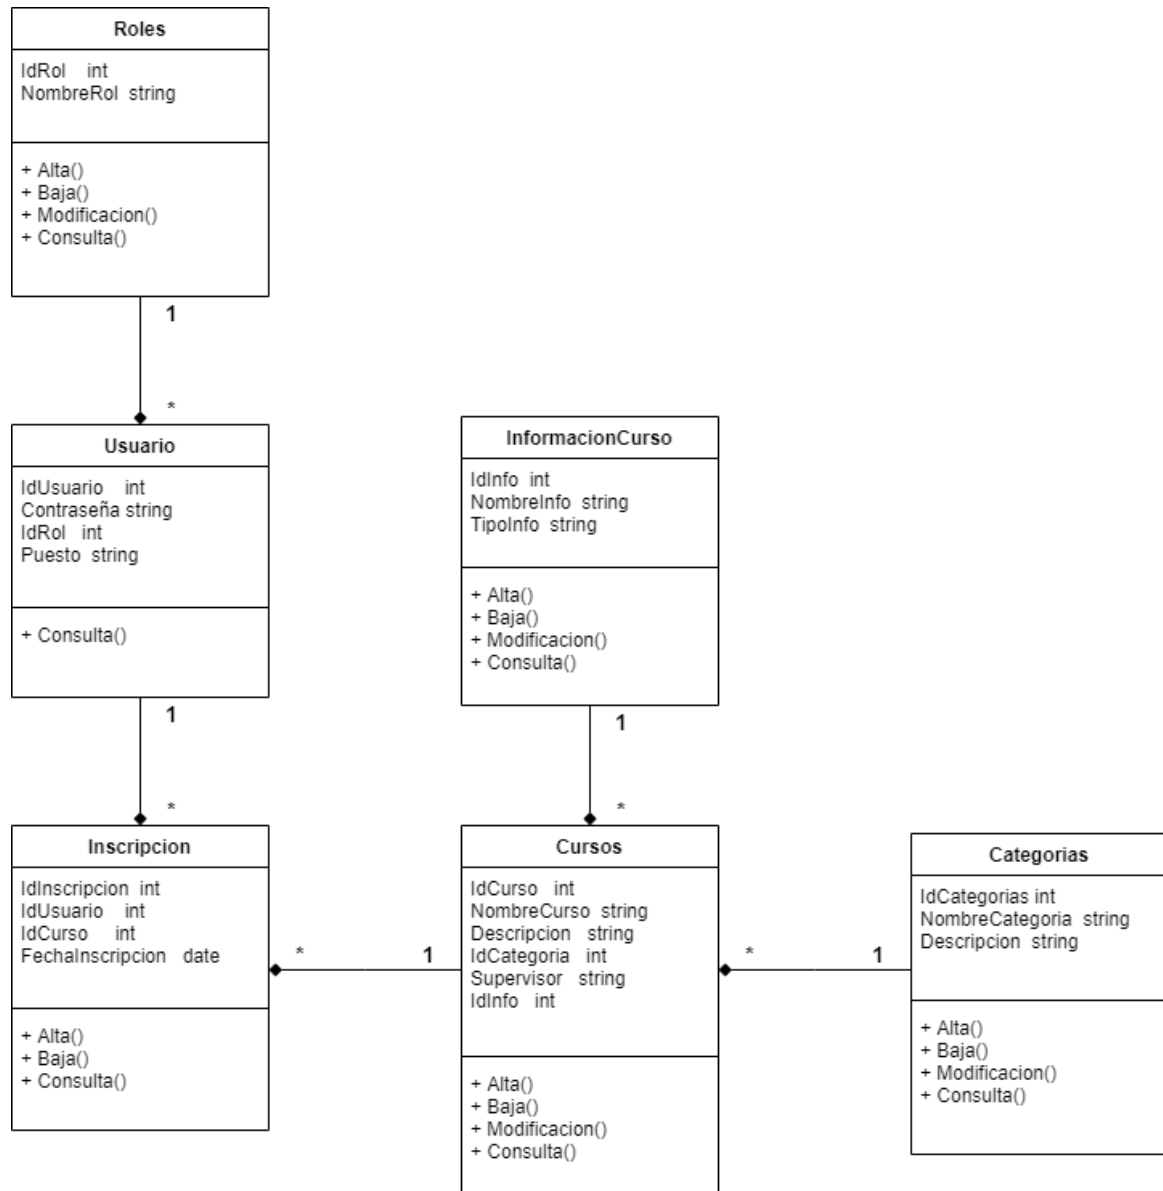 Roles
IdRol int
NombreRol string
+ Alta()
+ Baja()
+ Modificacion()
+ Consulta()
1
*
Usuario
IdUsuario int
Contraseña string
IdRol int
Puesto string
+ Consulta()
1
*
InformacionCurso
IdInfo int
NombreInfo string
TipoInfo string
+ Alta()
+ Baja()
+ Modificacion()
+ Consulta()
1
*
Inscripcion
IdInscripcion int
IdUsuario int
IdCurso int
FechaInscripcion date
+ Alta()
+ Baja()
+ Consulta()
* 1
Cursos
IdCurso int
NombreCurso string
Descripcion string
IdCategoria int
Supervisor string
IdInfo int
+ Alta()
+ Baja()
+ Modificacion()
+ Consulta()
* 1
Categorias
IdCategorias int
NombreCategoria string
Descripcion string
+ Alta()
+ Baja()
+ Modificacion()
+ Consulta()